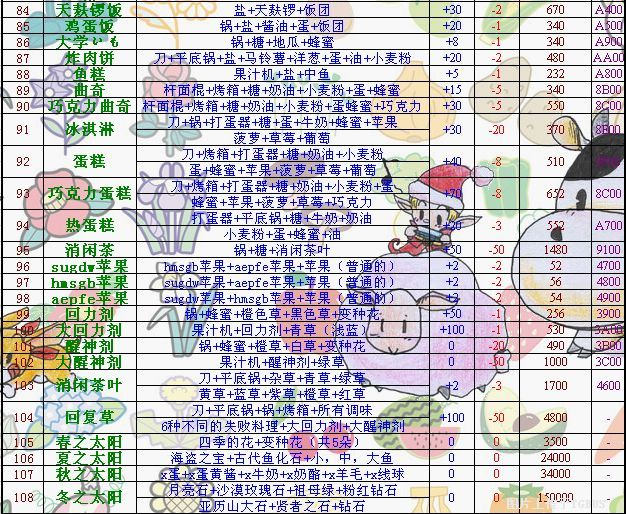 84 天麸锣饭 盐+天麸锣+饭团 +30 -2 670 A400
85 鸡蛋饭 锅+盐+酱油+蛋+饭团 +20 -1 340 A500
86 大学いも 锅+糖+地瓜+蜂蜜 +8 -1 340 A900
87 炸肉饼 刀+平底锅+盐+马铃薯+洋葱+蛋+油+小麦粉 +20 -2 480 AA00
88 鱼糕 果汁机+盐+中鱼 +5 -1 232 A800
89 曲奇 杆面棍+烤箱+糖+奶油+小麦粉+蛋+蜂蜜 +15 -5 340 8B00
90 巧克力曲奇 杆面棍+烤箱+糖+奶油+小麦粉+蛋蜂蜜+巧克力 +30 -5 550 8C00
91 冰淇淋 刀+锅+打蛋器+糖+蛋+牛奶+蜂蜜+苹果 +30 -20 370
菠萝+草莓+葡萄
92 蛋糕 刀+烤箱+打蛋器+糖+奶油+小麦粉 +40 -8 510
蛋+蜂蜜+苹果+菠萝+草莓+葡萄
93 巧克力蛋糕 刀+烤箱+打蛋器+糖+奶油+小麦粉+蛋 +70 -8 652 8C00
蜂蜜+苹果+菠萝+草莓+巧克力
94 热蛋糕 打蛋器+平底锅+糖+牛奶+奶油 +20 -3 552 A700
小麦粉+蛋+蜂蜜+油
95 消闲茶 锅+糖+消闲茶叶 +30 -50 1480 9100
96 sugdw苹果 hmsgb苹果+aepfe苹果+苹果（普通的） +2 -2 52 4700
97 hmsgb苹果 sugdw苹果+aepfe苹果+苹果（普通的） +2 -2 56 4800
98 aepfe苹果 sugdw苹果+hmsgb苹果+苹果（普通的） +2 -2 54 4900
99 回力剂 锅+蜂蜜+橙色草+黑色草+变种花 +50 -1 256 3900
100 大回力剂 果汁机+回力剂+青草（浅蓝） +100 -1 530 3A00
101 醒神剂 锅+蜂蜜+橙草+白草+变种花 0 -20 490 3B00
102 大醒神剂 果汁机+醒神剂+绿草 0 -50 1000 3C00
103 消闲茶叶 刀+平底锅+杂草+青草+绿草 +2 -3 1700 4600
黄草+蓝草+紫草+橙草+红草
104 回复草 刀+平底锅+锅+烤箱+所有调味 +100 -50 4800 -
6种不同的失败料理+大回力剂+大醒神剂
105 春之太阳 四季的花+变种花（共5朵 0 0 3500 -
106 夏之太阳 海盗之宝+古代鱼化石+小，中，大鱼 0 0 24000 -
107 秋之太阳 x蛋+x蛋黄酱+x牛奶+x奶酪+x羊毛+x线球 0 0 34000 -
108 冬之太阳 月亮石+沙漠玫瑰石+祖母绿+粉红钻石 0 0 150000 -
亚历山大石+贤者之石+钻石